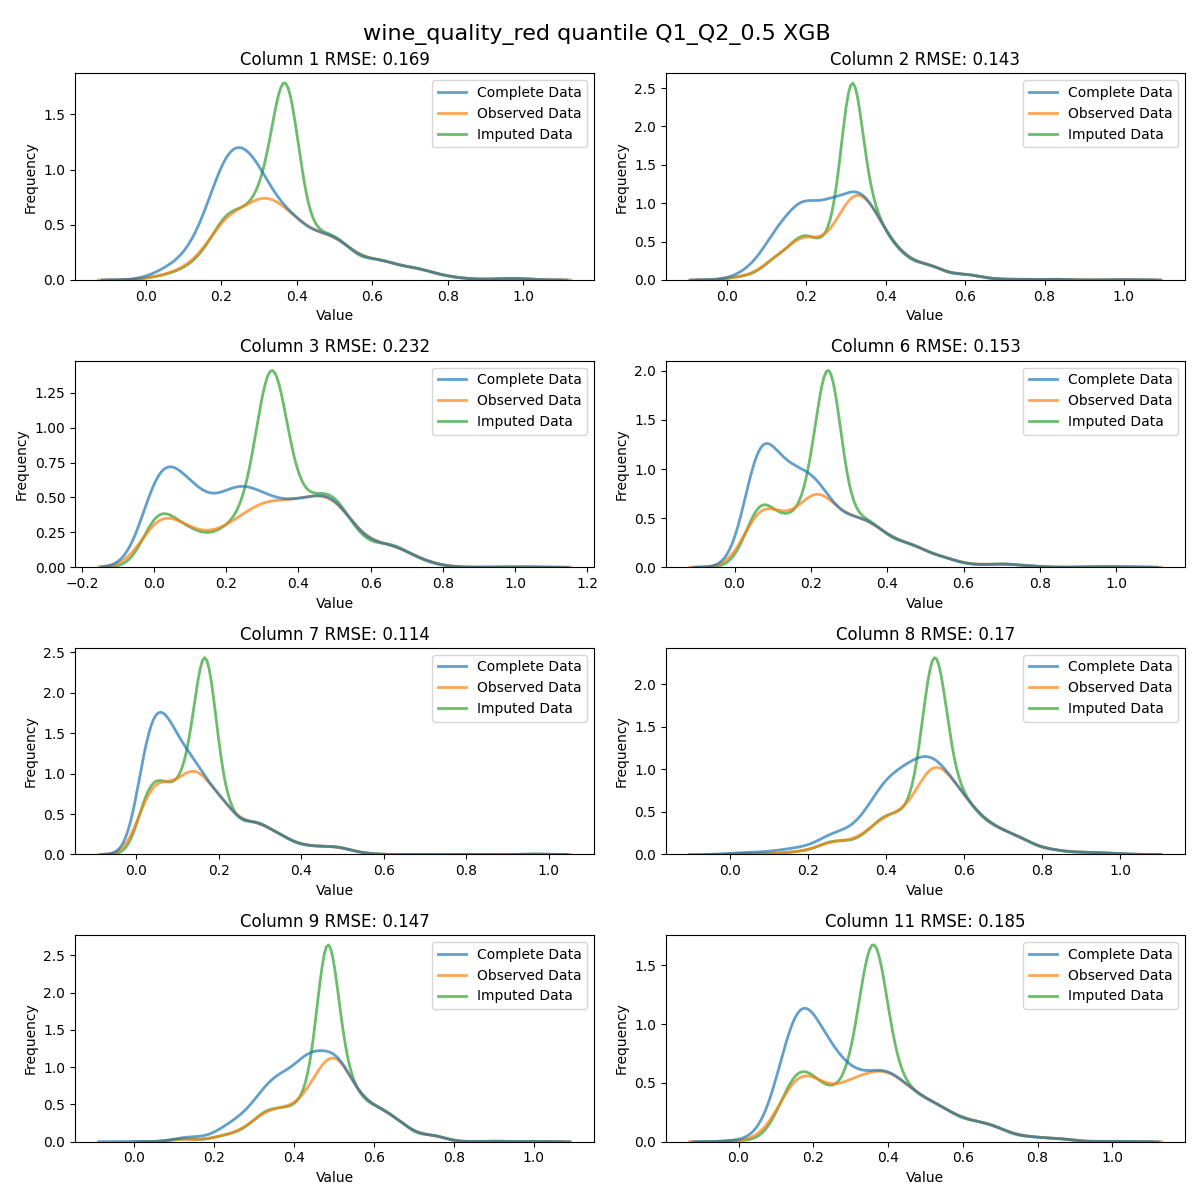 wine_quality_red quantile Q1_Q2_0.5 XGB
Column 1 RMSE: 0.169
Complete Data
Observed Data
Imputed Data
Frequency
1.5
1.0
0.5
0.0
0.0 0.2 0.4 0.6 0.8 1.0
Value
Column 2 RMSE: 0.143
Complete Data
Observed Data
Imputed Data
Frequency
2.5
2.0
1.5
1.0
0.5
0.0
0.0 0.2 0.4 0.6 0.8 1.0
Value
Column 3 RMSE: 0.232
Complete Data
Observed Data
Imputed Data
Frequency
1.25
1.00
0.75
0.50
0.25
0.00
−0.2 0.0 0.2 0.4 0.6 0.8 1.0 1.2
Value
Column 6 RMSE: 0.153
Complete Data
Observed Data
Imputed Data
Frequency
2.0
1.5
1.0
0.5
0.0
0.0 0.2 0.4 0.6 0.8 1.0
Value
Column 7 RMSE: 0.114
Complete Data
Observed Data
Imputed Data
Frequency
2.5
2.0
1.5
1.0
0.5
0.0
0.0 0.2 0.4 0.6 0.8 1.0
Value
Column 8 RMSE: 0.17
Complete Data
Observed Data
Imputed Data
Frequency
2.0
1.5
1.0
0.5
0.0
0.0 0.2 0.4 0.6 0.8 1.0
Value
Column 9 RMSE: 0.147
Complete Data
Observed Data
Imputed Data
Frequency
2.5
2.0
1.5
1.0
0.5
0.0
0.0 0.2 0.4 0.6 0.8 1.0
Value
Column 11 RMSE: 0.185
Complete Data
Observed Data
Imputed Data
Frequency
1.5
1.0
0.5
0.0
0.0 0.2 0.4 0.6 0.8 1.0
Value